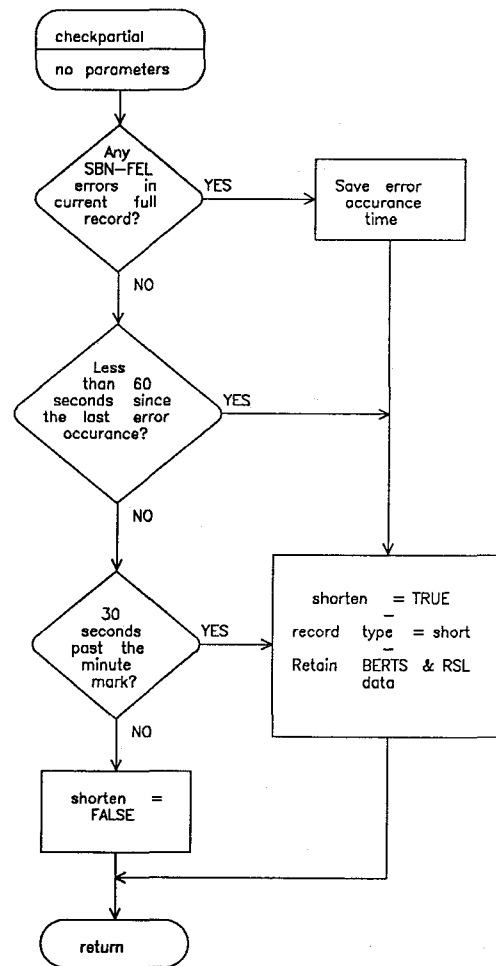 checkpartial
no parameters
Any
SBN-FEL
errors in
current full
record?
YES
Save error
accurance
time
NO
Less
than 60
seconds since
the last error
occurance?
YES
NO
30
seconds
past the
minute
mark?
YES
shorten = TRUE
record type = short
Retain BERTS & RSL
data
NO
shorten =
FALSE
return